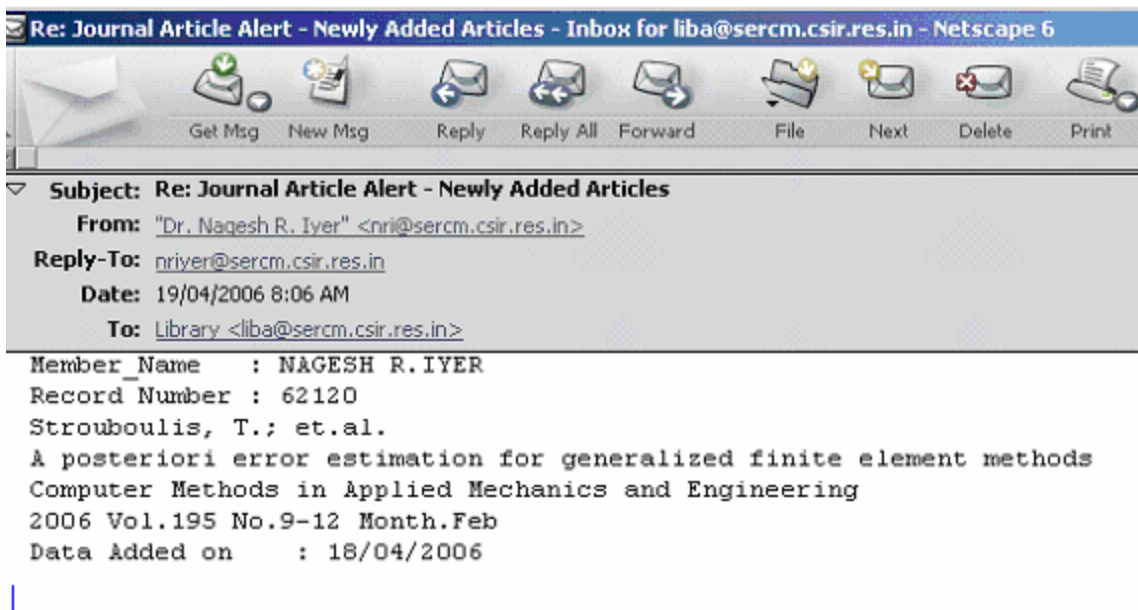 Re: Journal Article Alert - Newly Added Articles - Inbox for liba@sercm.csir.res.in - Netscape 6
Get Msg New Msg Reply Reply All Forward File Next Delete Print
Subject: Re: Journal Article Alert - Newly Added Articles
From: "Dr. Nagesh R. Iyer" <nri@sercm.csir.res.in>
Reply-To: nriyer@sercm.csir.res.in
Date: 19/04/2006 8:06 AM
To: Library <liba@sercm.csir.res.in>
Member_Name : NAGESH R.IYER
Record Number : 62120
Strouboulis, T.; et.al.
A posteriori error estimation for generalized finite element methods
Computer Methods in Applied Mechanics and Engineering
2006 Vol.195 No.9-12 Month.Feb
Data Added on : 18/04/2006